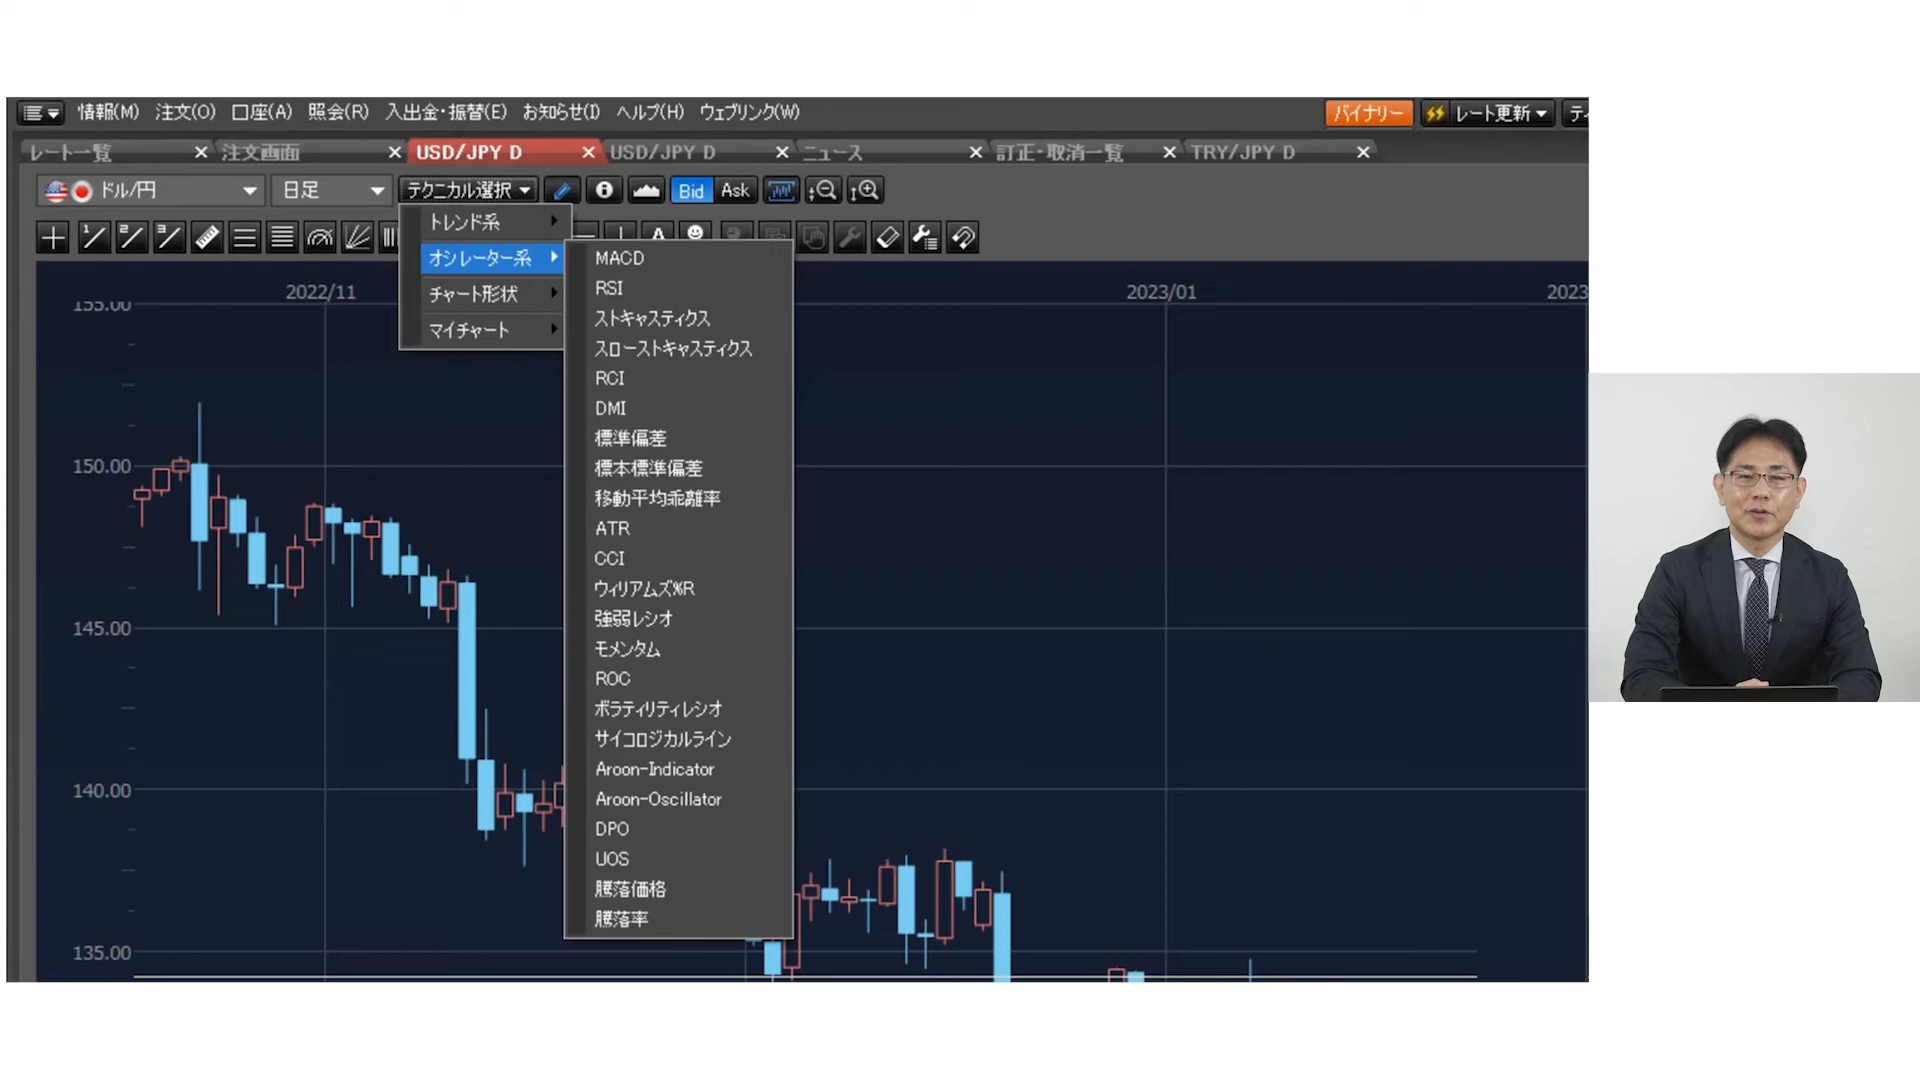 情報(M) 注文(O) 口座(A) 照会(R) 入出金・振替(E) お知らせ(I) ヘルプ(H) ウェブリンク(W) バイナリー レート更新 ティ
レート一覧 注文画面 USD/JPY D USD/JPY D ニュース 訂正・取消一覧 TRY/JPY D
ドル/円 日足 テクニカル選択 Bid Ask
トレンド系
オシレーター系
チャート形状
マイチャート
MACD
RSI
ストキャスティクス
スローストキャスティクス
RCI
DMI
標準偏差
標本標準偏差
移動平均乖離率
ATR
CCI
ウィリアムズ%R
強弱レシオ
モメンタム
ROC
ボラティリティレシオ
サイコロジカルライン
Aroon-Indicator
Aroon-Oscillator
DPO
UOS
騰落価格
騰落率
2022/11 2023/01 2023
155.00
150.00
145.00
140.00
135.00